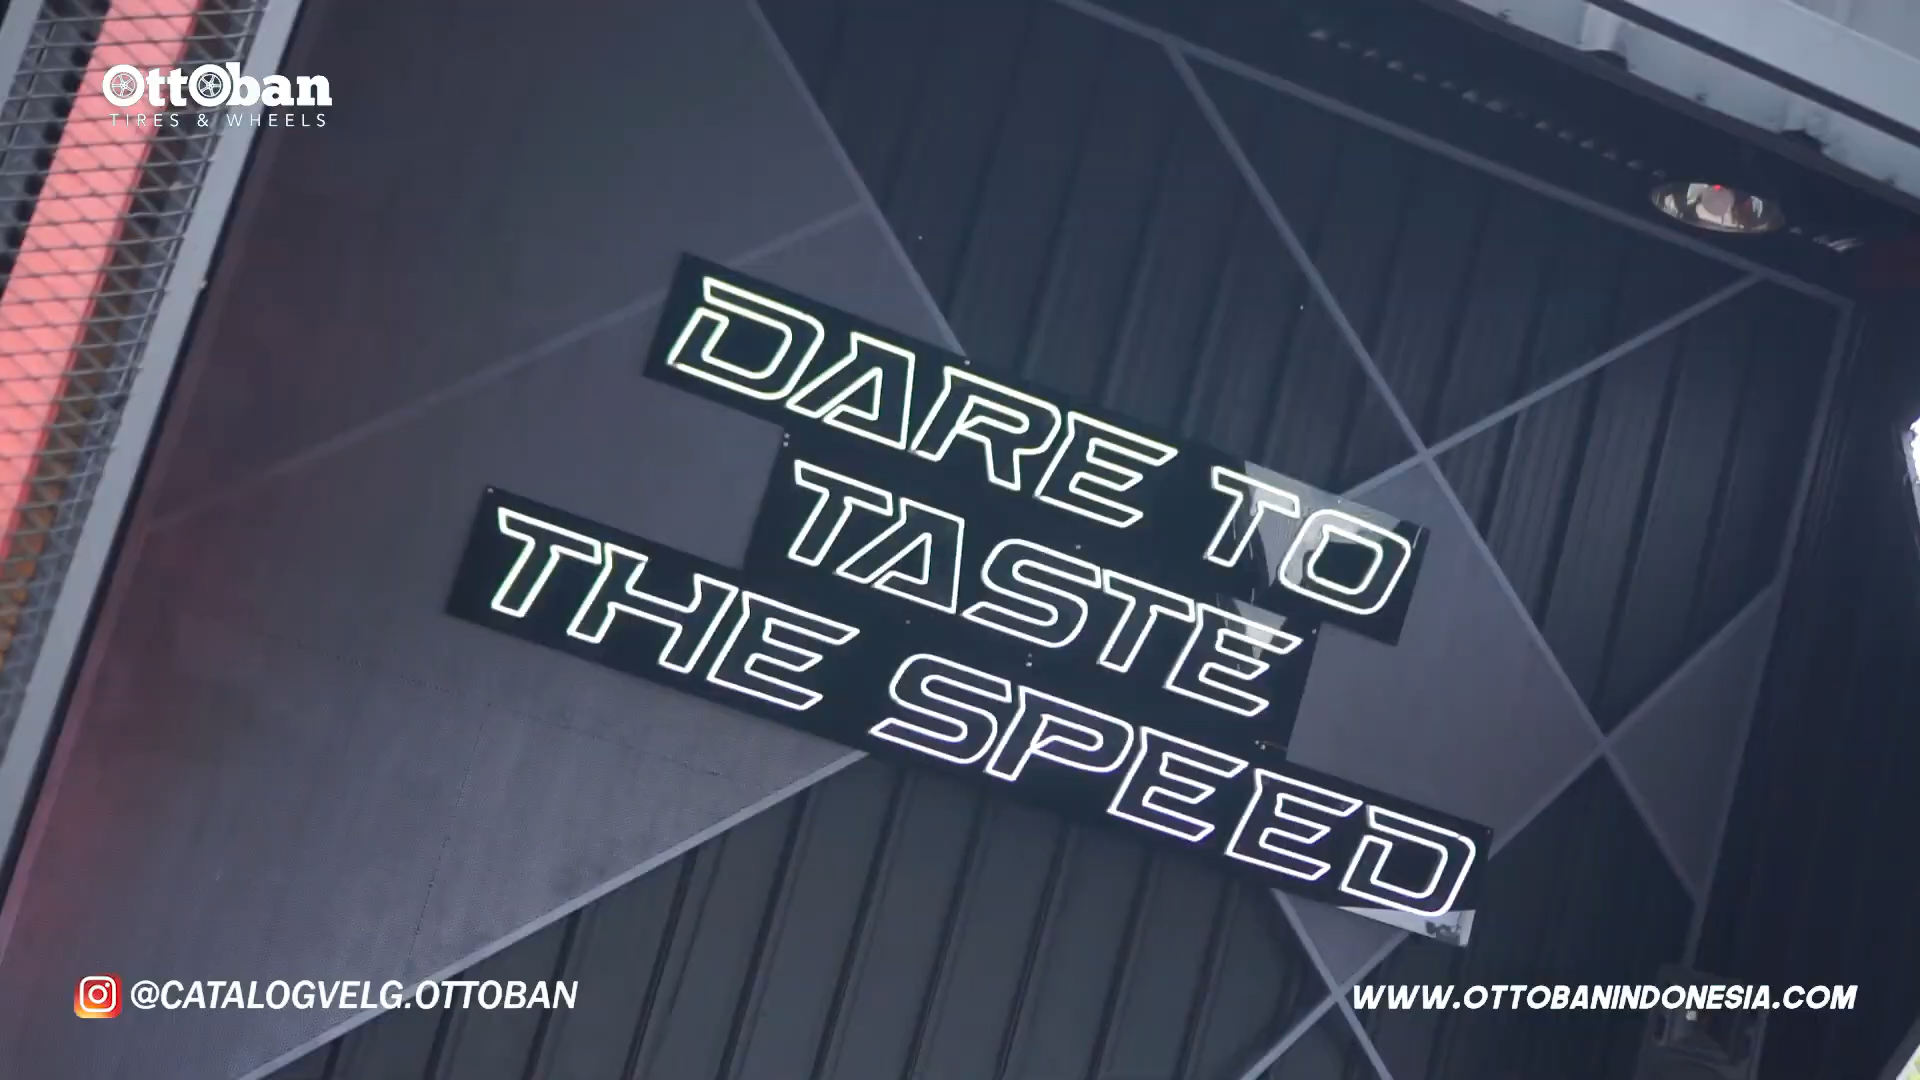 OttOban
TIRES & WHEELS
DARE TO
TASTE
THE SPEED
@CATALOGVELG.OTTOBAN
WWW.OTTOBANINDONESIA.COM